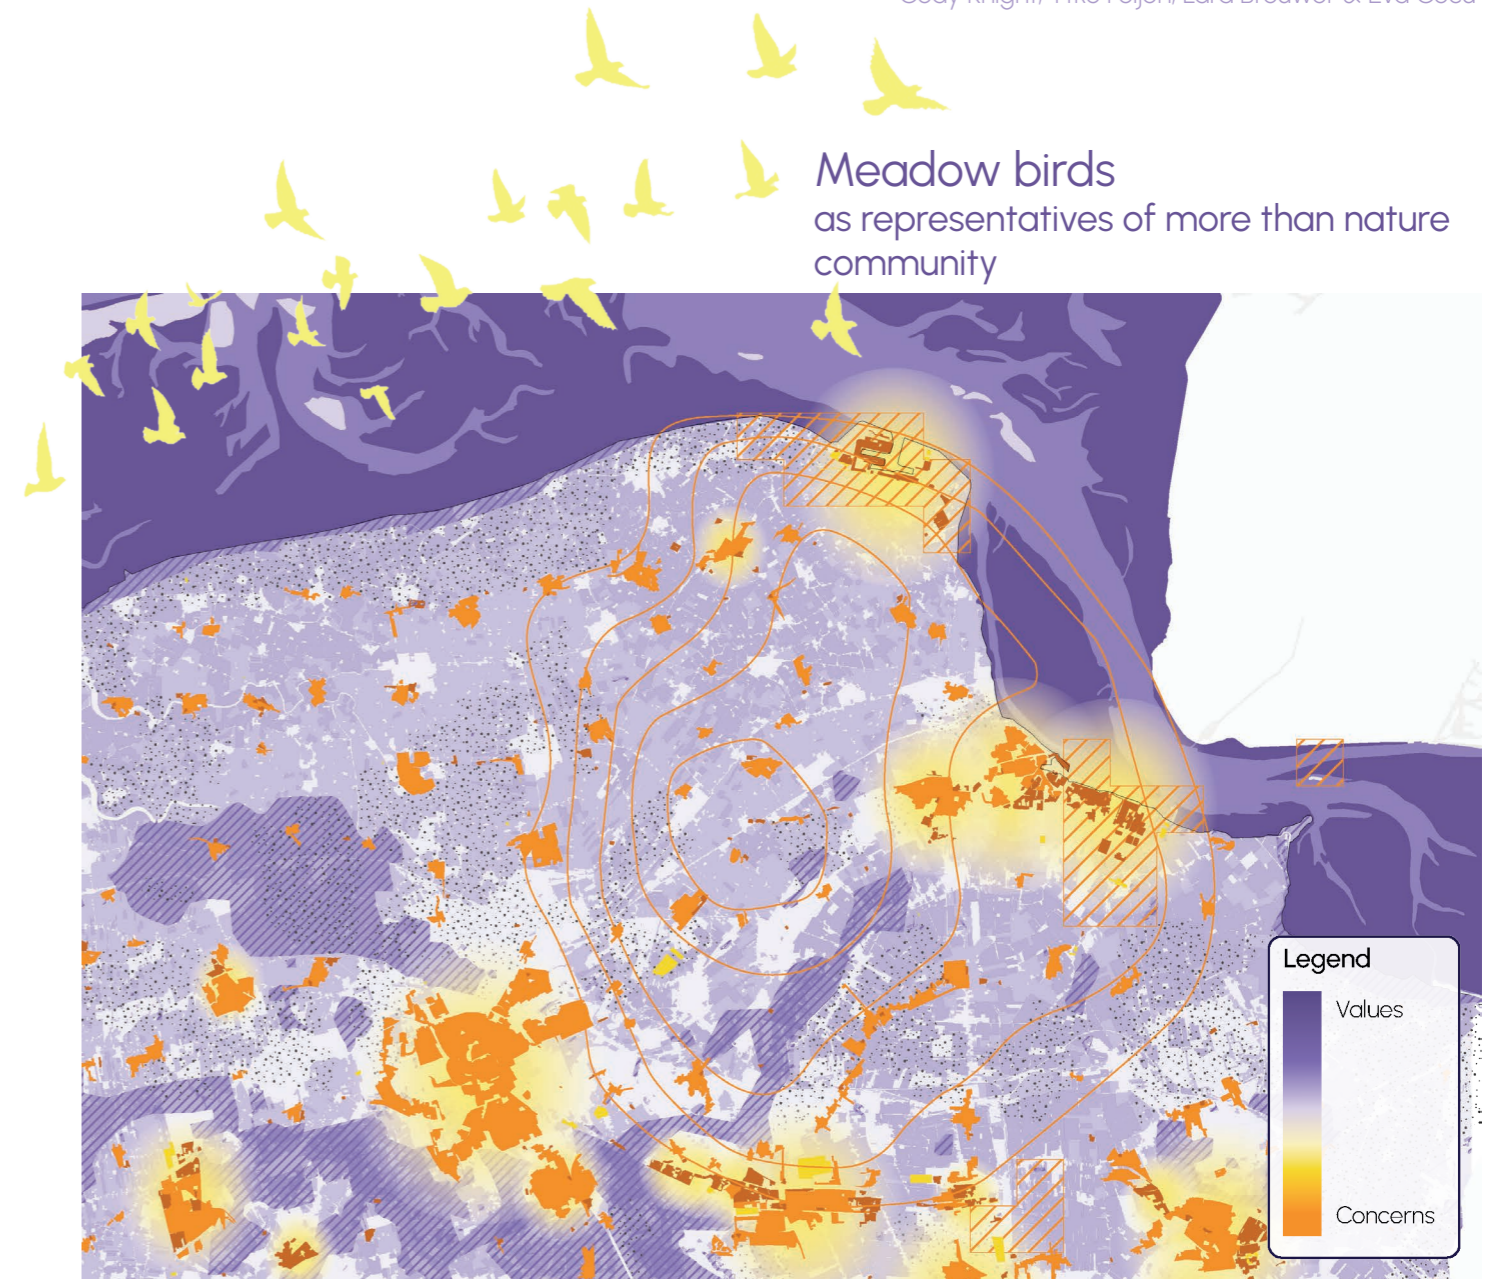 Meadow birds
as representatives of more than nature
community
Legend
Values
Concerns